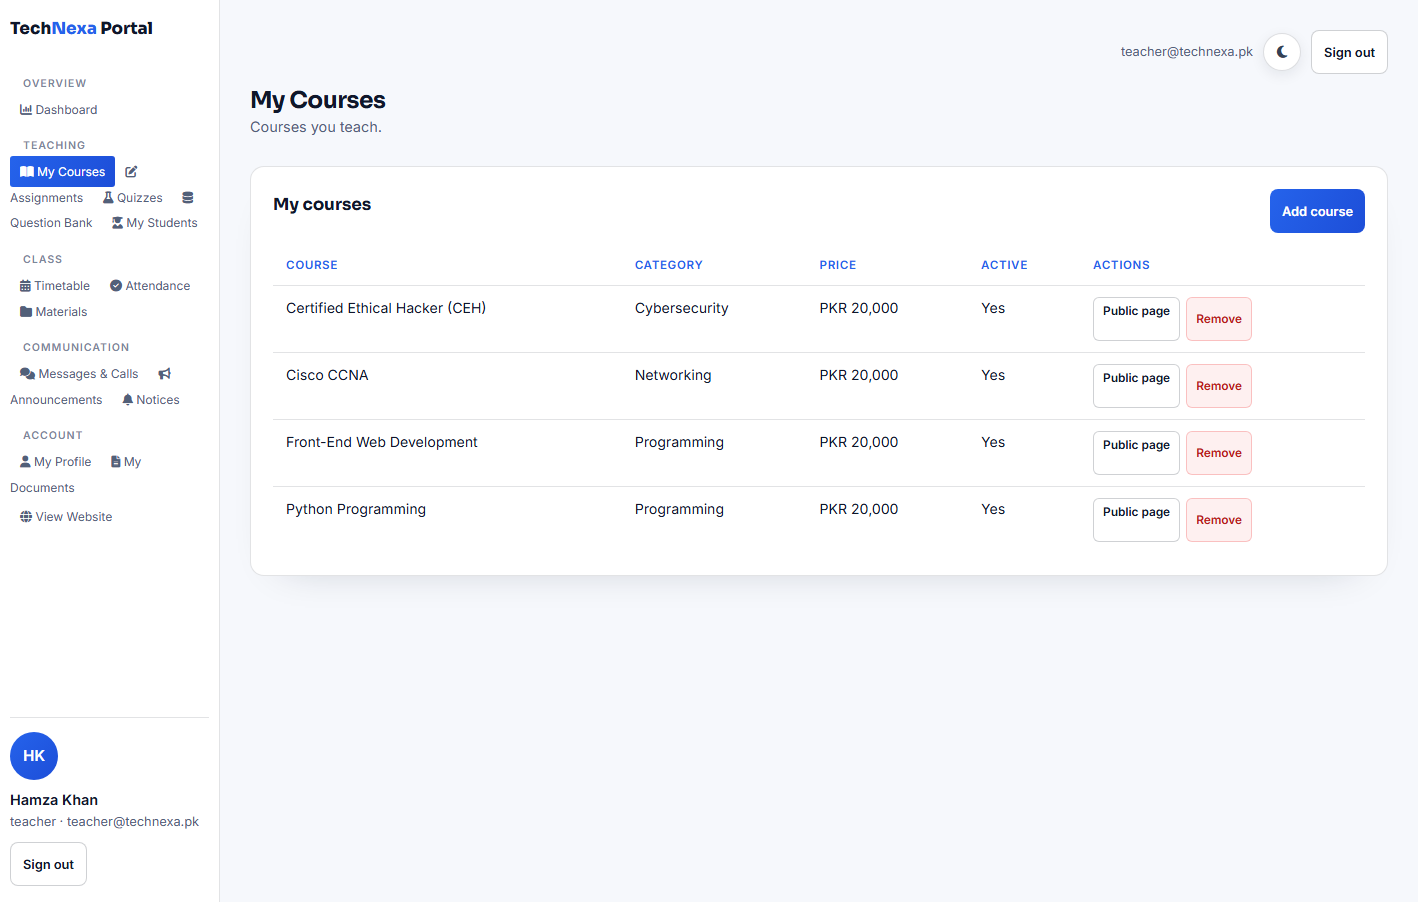 TechNexa Portal
OVERVIEW
Dashboard
TEACHING
My Courses
Assignments Quizzes
Question Bank My Students
CLASS
Timetable Attendance
Materials
COMMUNICATION
Messages & Calls
Announcements Notices
ACCOUNT
My Profile My
Documents
View Website
HK
Hamza Khan
teacher · teacher@technexa.pk
Sign out
teacher@technexa.pk Sign out
My Courses
Courses you teach.
My courses
Add course
COURSE CATEGORY PRICE ACTIVE ACTIONS
Certified Ethical Hacker (CEH) Cybersecurity PKR 20,000 Yes Public page Remove
Cisco CCNA Networking PKR 20,000 Yes Public page Remove
Front-End Web Development Programming PKR 20,000 Yes Public page Remove
Python Programming Programming PKR 20,000 Yes Public page Remove